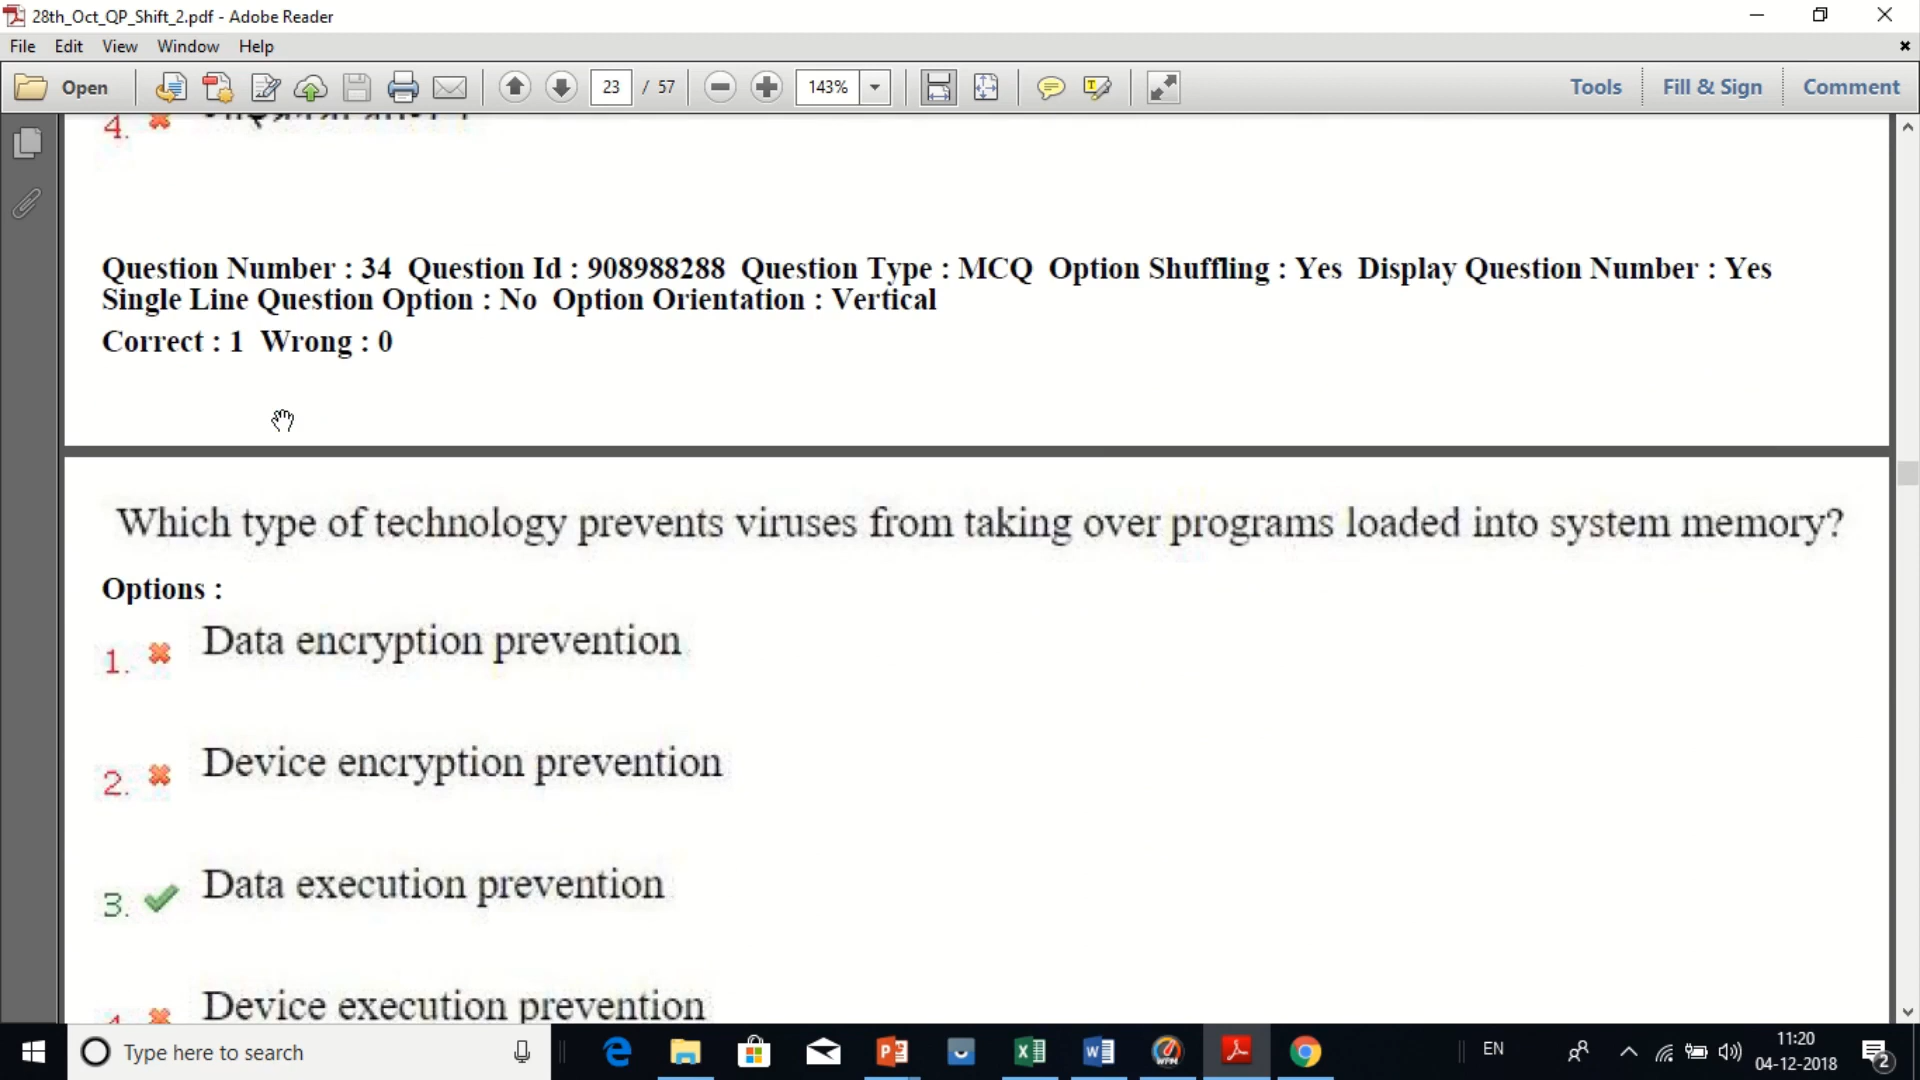 28th_Oct_QP_Shift_2.pdf - Adobe Reader
File Edit View Window Help
Open 23 / 57 143% Tools Fill & Sign Comment
4.
Question Number : 34 Question Id : 908988288 Question Type : MCQ Option Shuffling : Yes Display Question Number : Yes
Single Line Question Option : No Option Orientation : Vertical
Correct : 1 Wrong : 0
Which type of technology prevents viruses from taking over programs loaded into system memory?
Options :
1. Data encryption prevention
2. Device encryption prevention
3. Data execution prevention
4. Device execution prevention
Type here to search
EN
11:20
04-12-2018
2